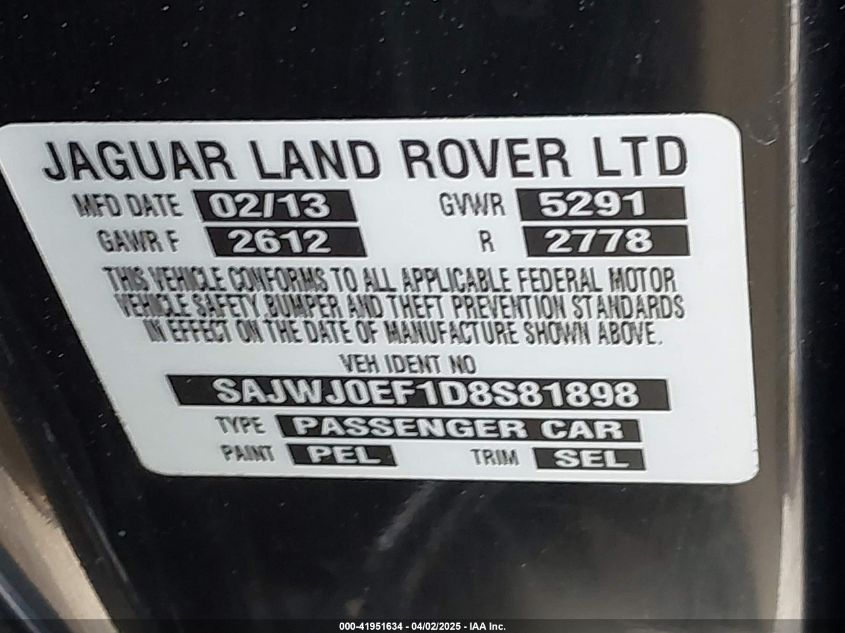 JAGUAR LAND ROVER LTD
MFD DATE 02/13 GVWR 5291
GAWR F 2612 R 2778
THIS VEHICLE CONFORMS TO ALL APPLICABLE FEDERAL MOTOR
VEHICLE SAFETY,BUMPER AND THEFT PREVENTION STANDARDS
IN EFFECT ON THE DATE OF MANUFACTURE SHOWN ABOVE.
VEH IDENT NO
SAJWJ0EF1D8S81898
TYPE PASSENGER CAR
PAINT PEL TRIM SEL
000-41951634 - 04/02/2025 - IAA Inc.